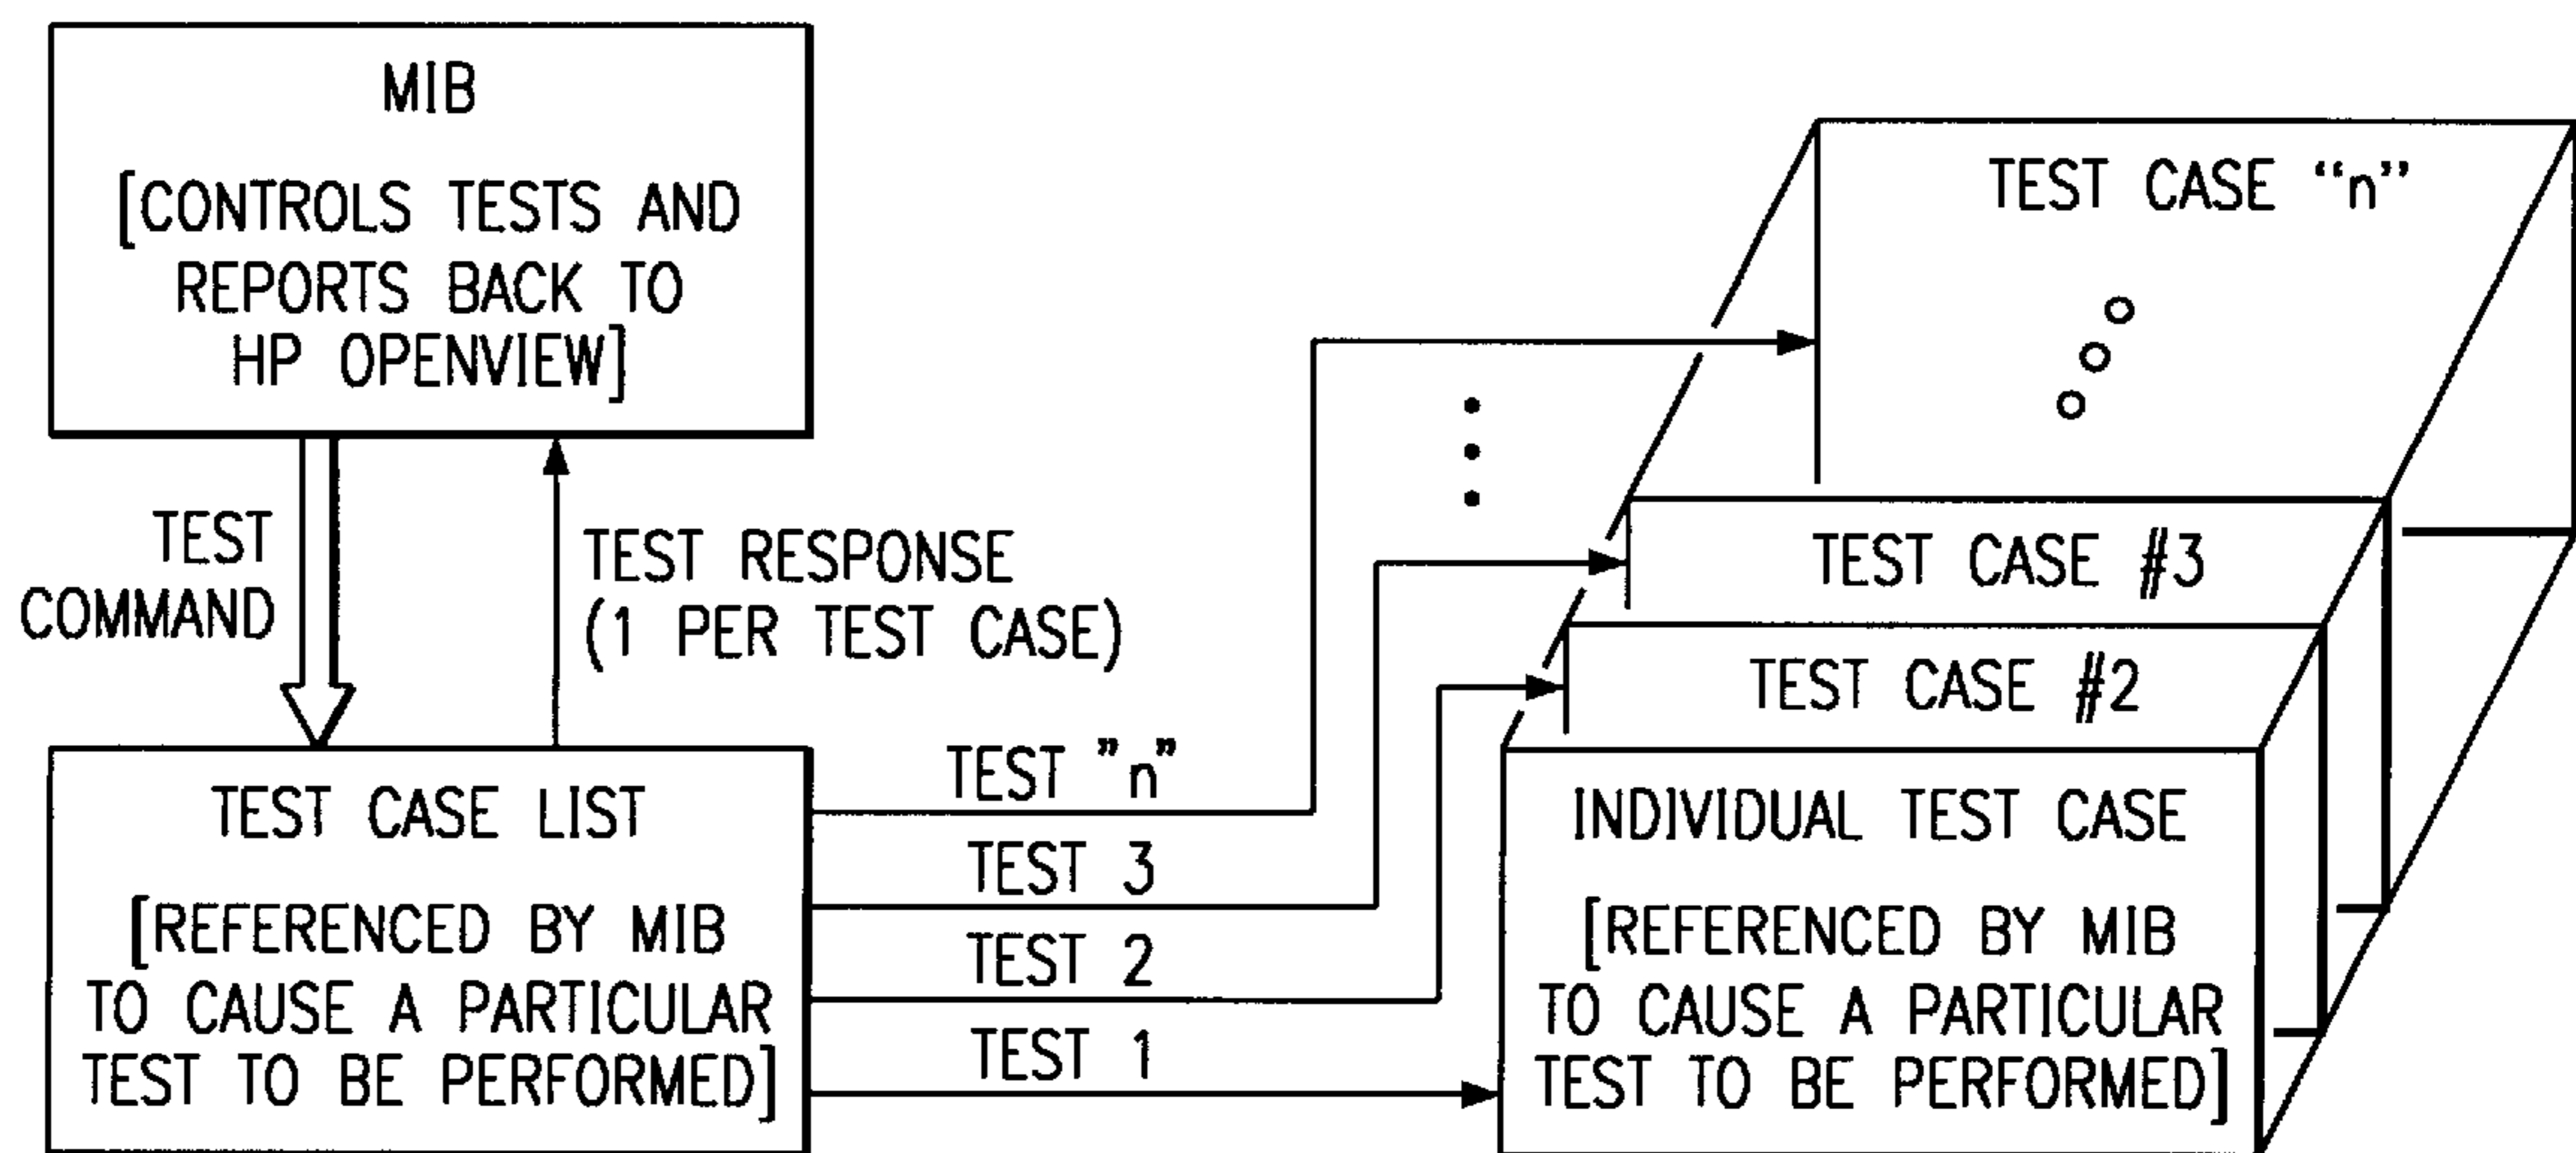 MIB
[CONTROLS TESTS AND
REPORTS BACK TO
HP OPENVIEW]
TEST
COMMAND
TEST RESPONSE
(1 PER TEST CASE)
TEST CASE LIST
[REFERENCED BY MIB
TO CAUSE A PARTICULAR
TEST TO BE PERFORMED]
TEST ”n”
TEST 3
TEST 2
TEST 1
TEST CASE “n”
TEST CASE #3
TEST CASE #2
INDIVIDUAL TEST CASE
[REFERENCED BY MIB
TO CAUSE A PARTICULAR
TEST TO BE PERFORMED]